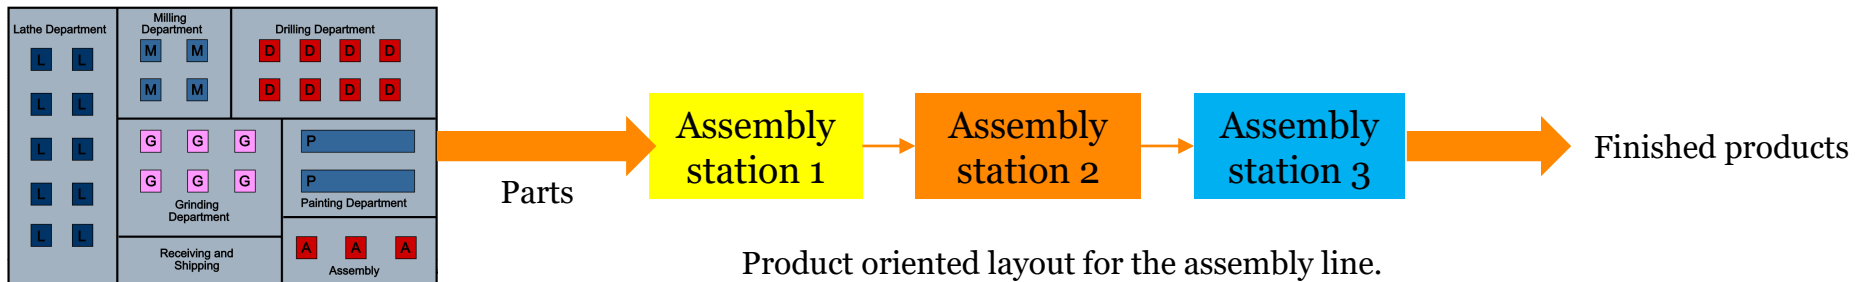 Lathe Department
L L
L L
L L
L L
L L
Milling
Department
M M
M M
Drilling Department
D D D D
D D D D
G G G
G G G
Grinding
Department
P
P
Painting Department
Receiving and
Shipping
A A A
Assembly
Parts
Assembly
station 1
Assembly
station 2
Assembly
station 3
Finished products
Product oriented layout for the assembly line.